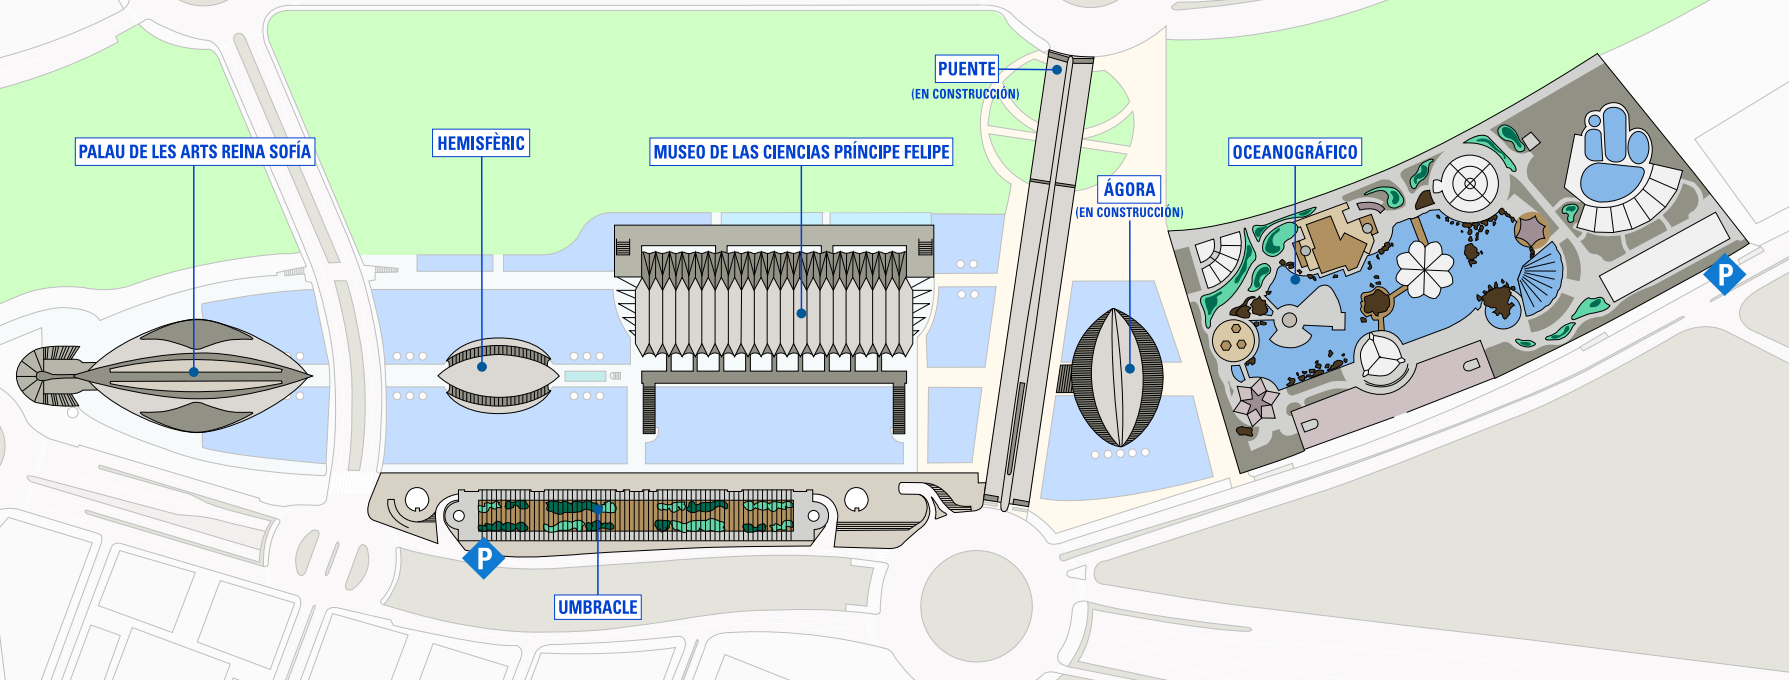 PUENTE
(EN CONSTRUCCIÓN)
PALAU DE LES ARTS REINA SOFÍA
HEMISFÈRIC
MUSEO DE LAS CIENCIAS PRÍNCIPE FELIPE
OCEANOGRÁFICO
ÁGORA
(EN CONSTRUCCIÓN)
P
P
UMBRACLE